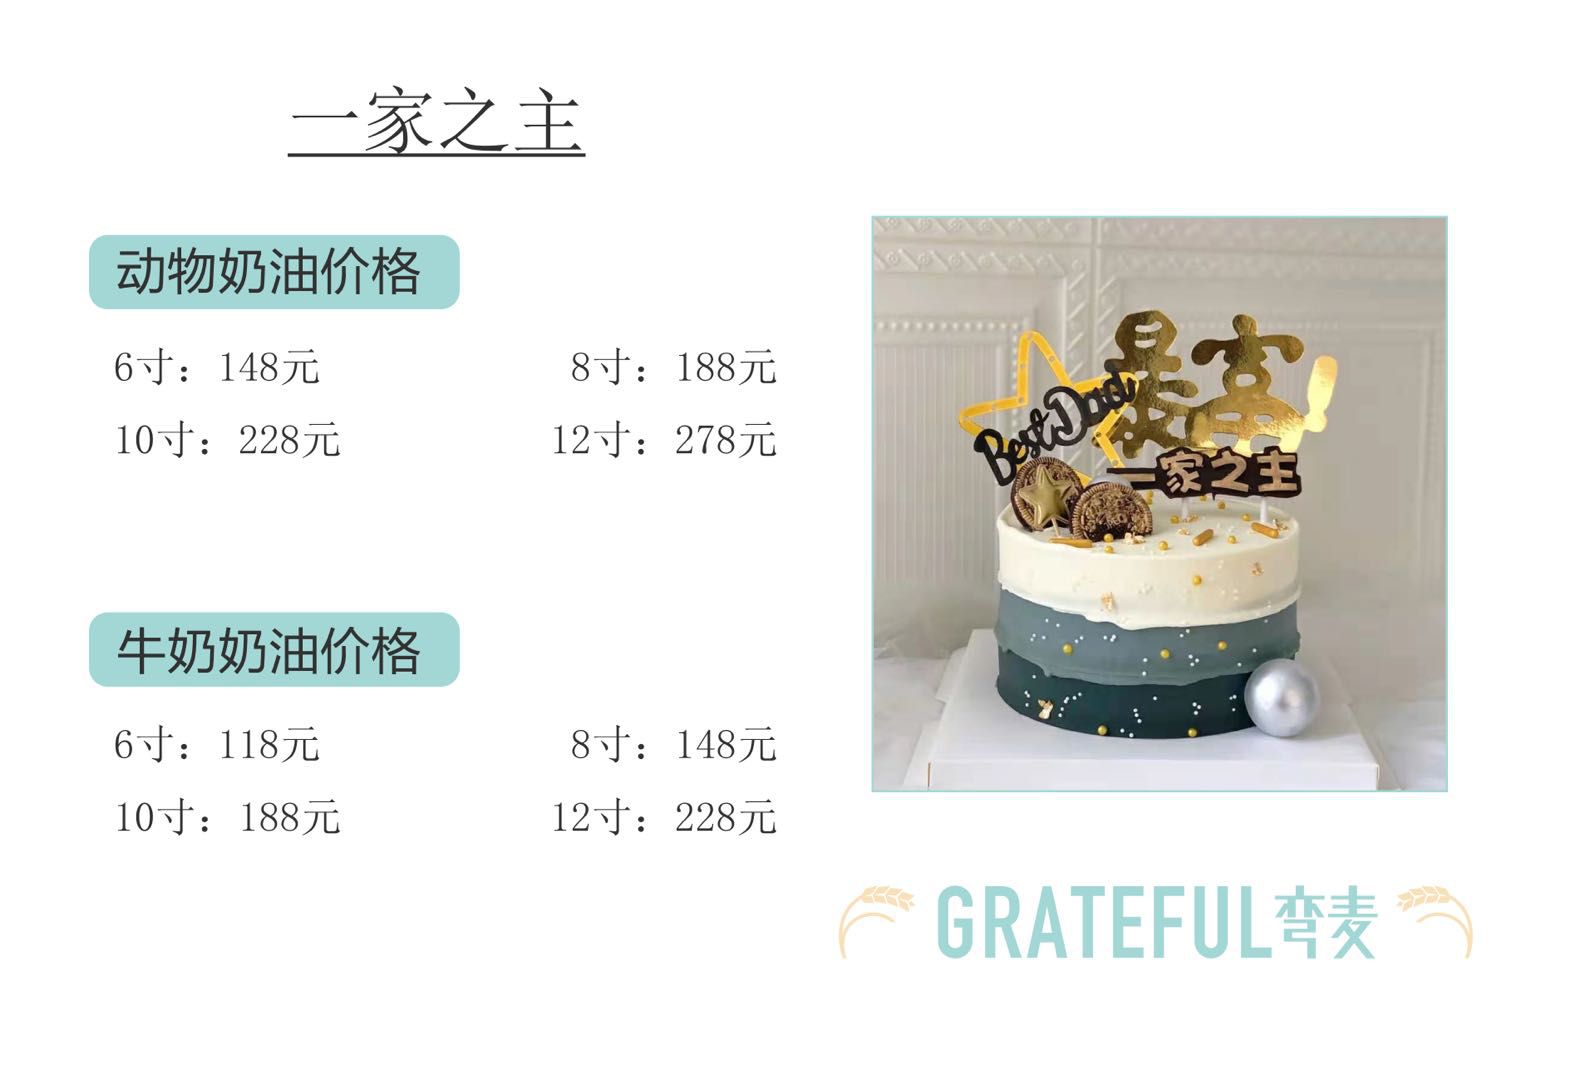 一家之主
动物奶油价格
6寸：148元
8寸：188元
10寸：228元
12寸：278元
牛奶奶油价格
6寸：118元
8寸：148元
10寸：188元
12寸：228元
最高
Best Dad
一家之主
GRATEFUL弯麦